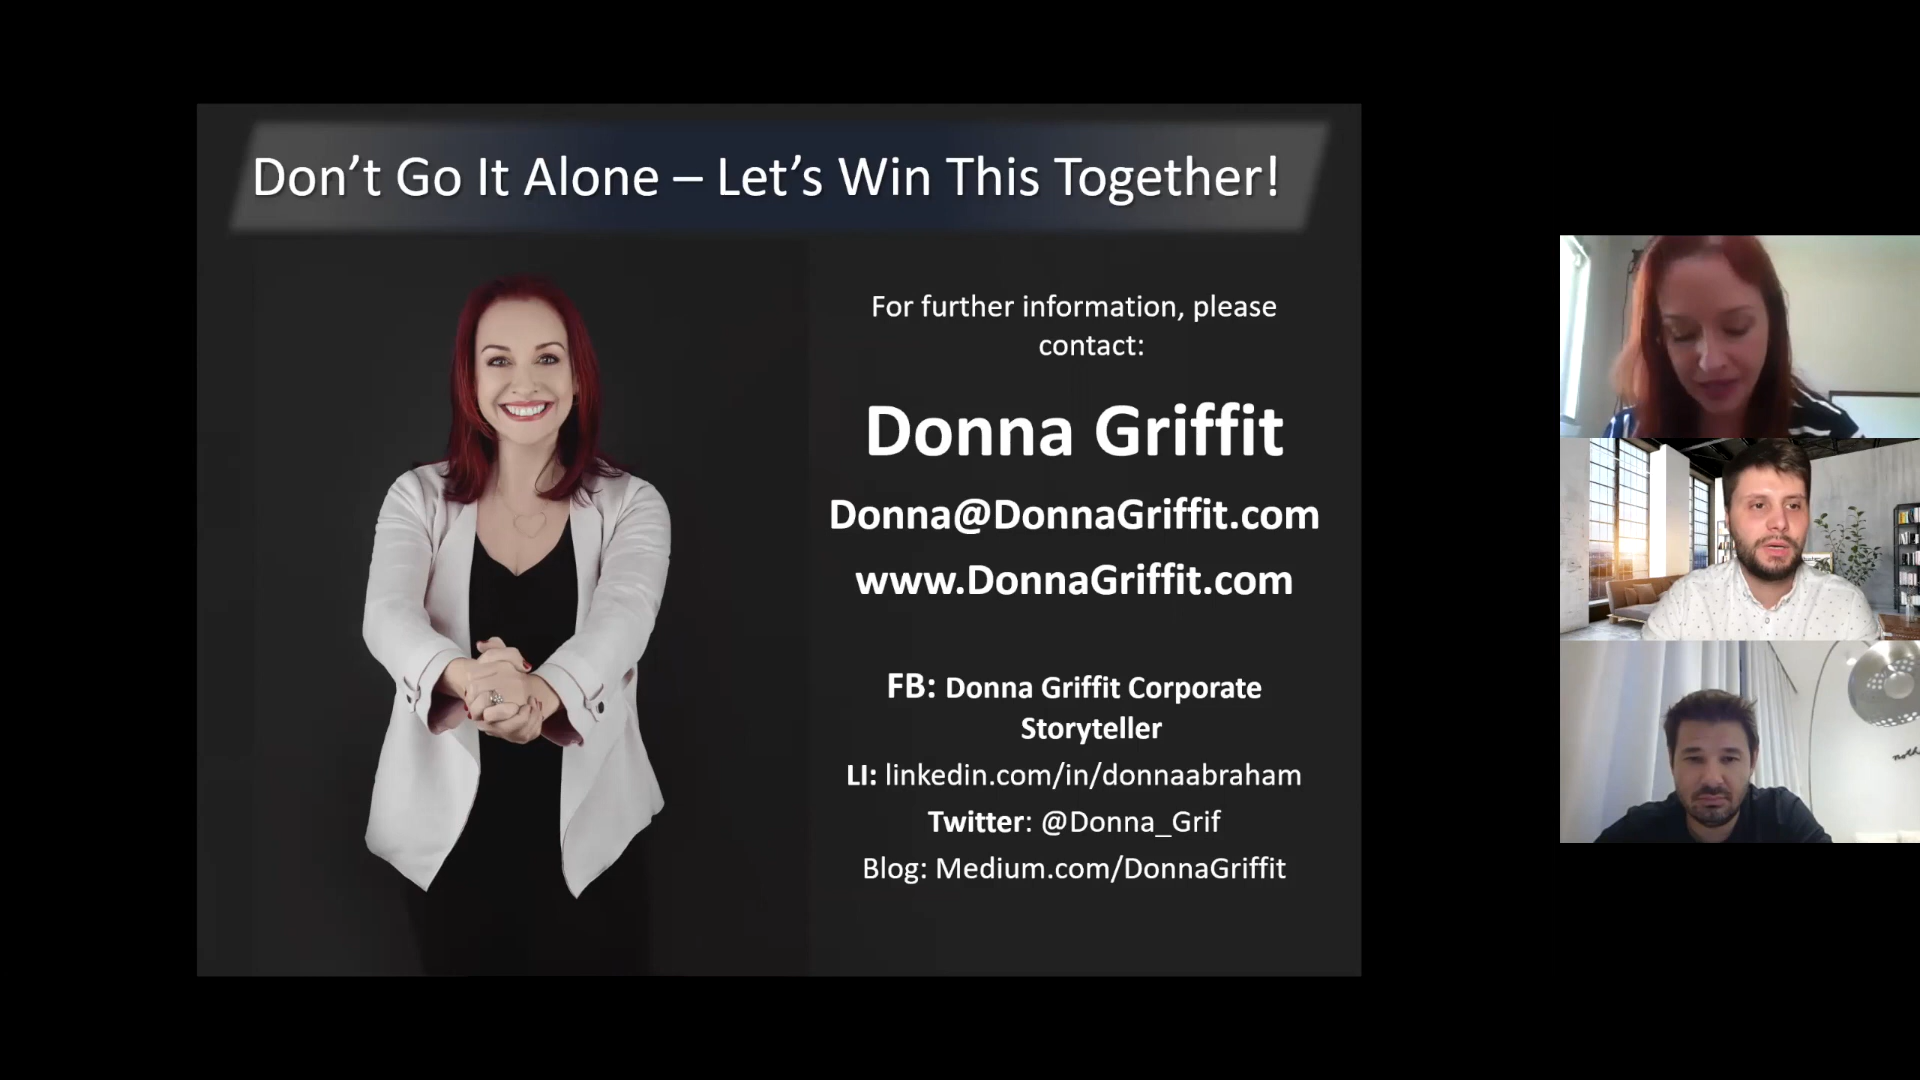 Don’t Go It Alone – Let’s Win This Together!
For further information, please
contact:
Donna Griffit
Donna@DonnaGriffit.com
www.DonnaGriffit.com
FB: Donna Griffit Corporate
Storyteller
LI: linkedin.com/in/donnaabraham
Twitter: @Donna_Grif
Blog: Medium.com/DonnaGriffit